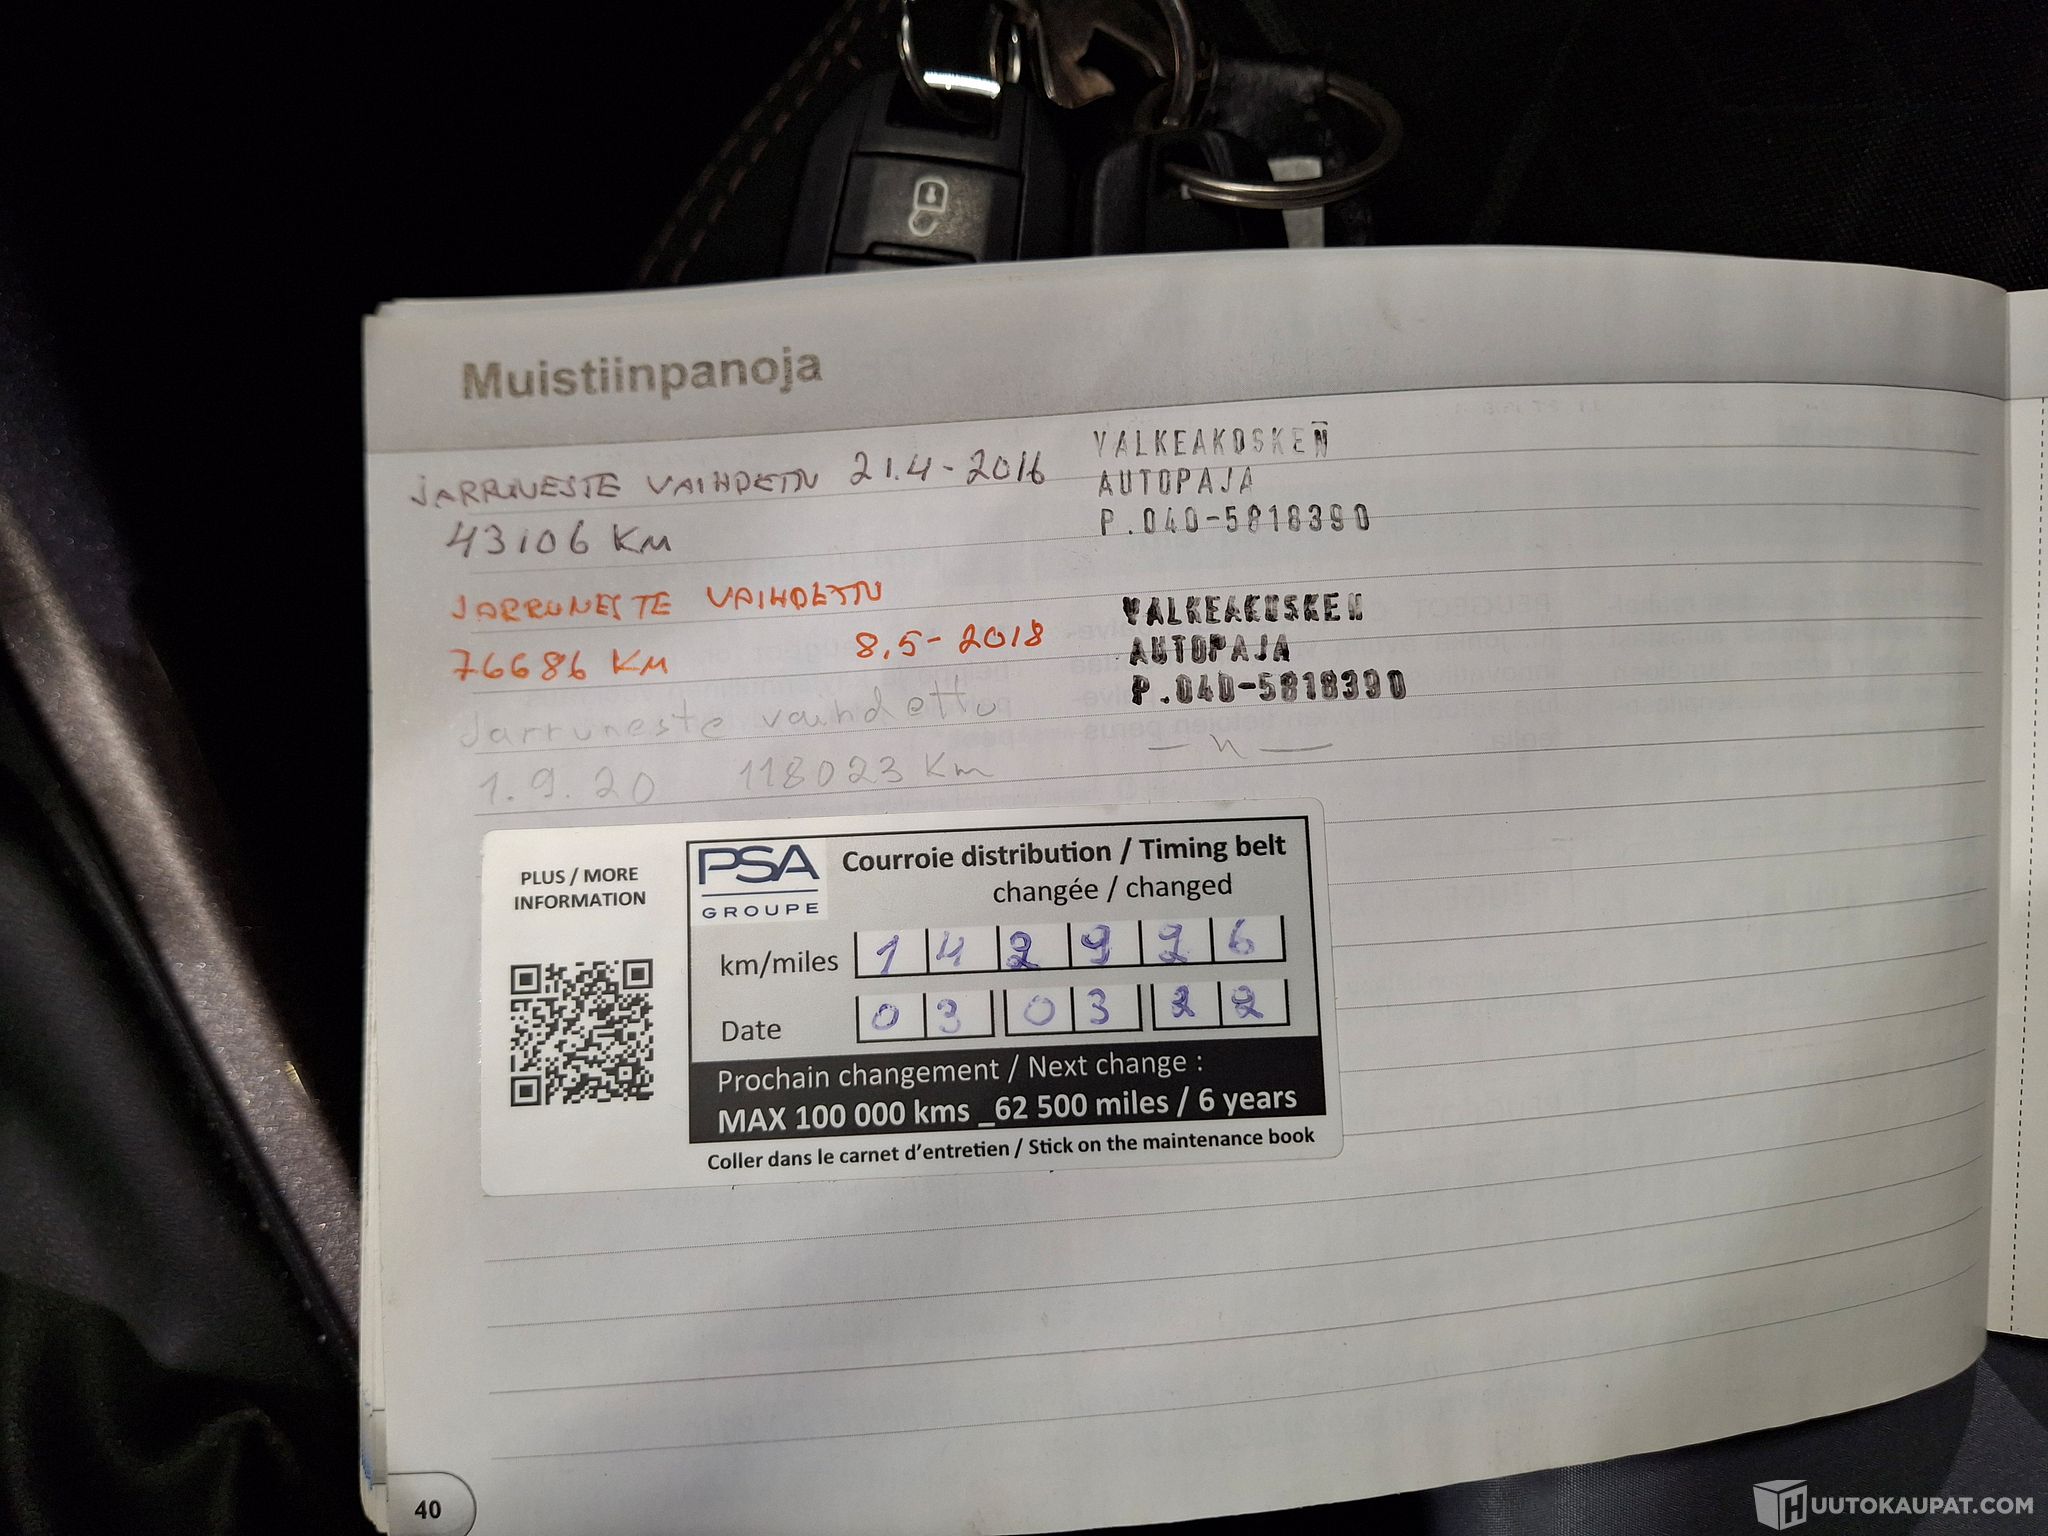 Muistiinpanoja
JARRUNESTE VAIHDETTU 21.4-2016
43106 KM
VALKEAKOSKEN
AUTOPAJA
P.040-5818390
JARRUNESTE VAIHDETTU
76686 KM 8.5-2018
VALKEAKOSKEN
AUTOPAJA
P.040-5818390
Jarruneste vaihdettu
1.9.20 118023 Km
— " —
PLUS / MORE
INFORMATION
PSA
GROUPE
Courroie distribution / Timing belt
changée / changed
km/miles 142926
Date 03 03 22
Prochain changement / Next change :
MAX 100 000 kms _62 500 miles / 6 years
Coller dans le carnet d'entretien / Stick on the maintenance book
40
HUUTOKAUPAT.COM